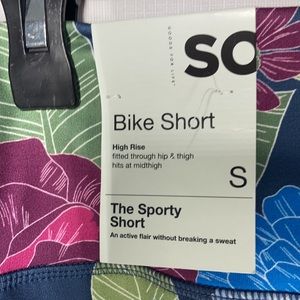 SO
GOODS FOR LIFE
Bike Short
High Rise
fitted through hip & thigh
hits at midthigh
S
The Sporty
Short
An active flair without breaking a sweat